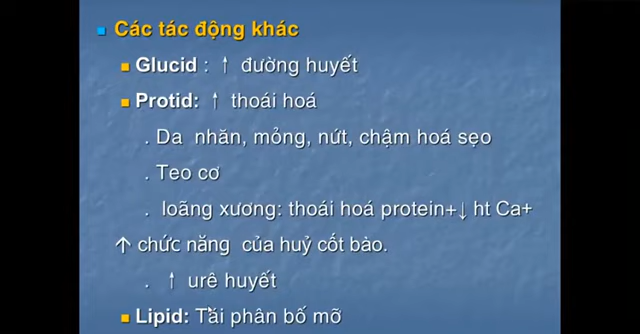 Các tác động khác
Glucid : ↑ đường huyết
Protid: ↑ thoái hoá
. Da nhăn, mỏng, nứt, chậm hoá sẹo
. Teo cơ
. loãng xương: thoái hoá protein+↓ ht Ca+
↑ chức năng của huỷ cốt bào.
. ↑ urê huyết
Lipid: Tái phân bố mỡ